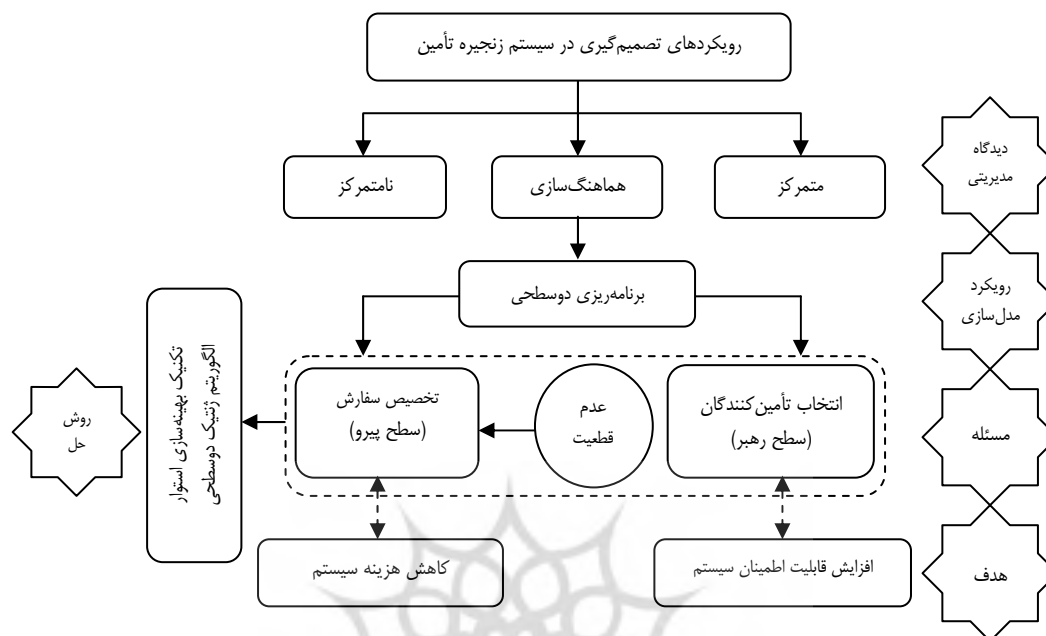 رویکردهای تصمیم‌گیری در سیستم زنجیره تأمین
دیدگاه
مدیریتی
متمرکز
هماهنگ‌سازی
نامتمرکز
رویکرد
مدل‌سازی
برنامه‌ریزی دوسطحی
مسئله
انتخاب تأمین‌کنندگان
(سطح رهبر)
عدم
قطعیت
تخصیص سفارش
(سطح پیرو)
الگوریتم ژنتیک دوسطحی
تکنیک بهینه‌سازی استوار
روش
حل
هدف
افزایش قابلیت اطمینان سیستم
کاهش هزینه سیستم